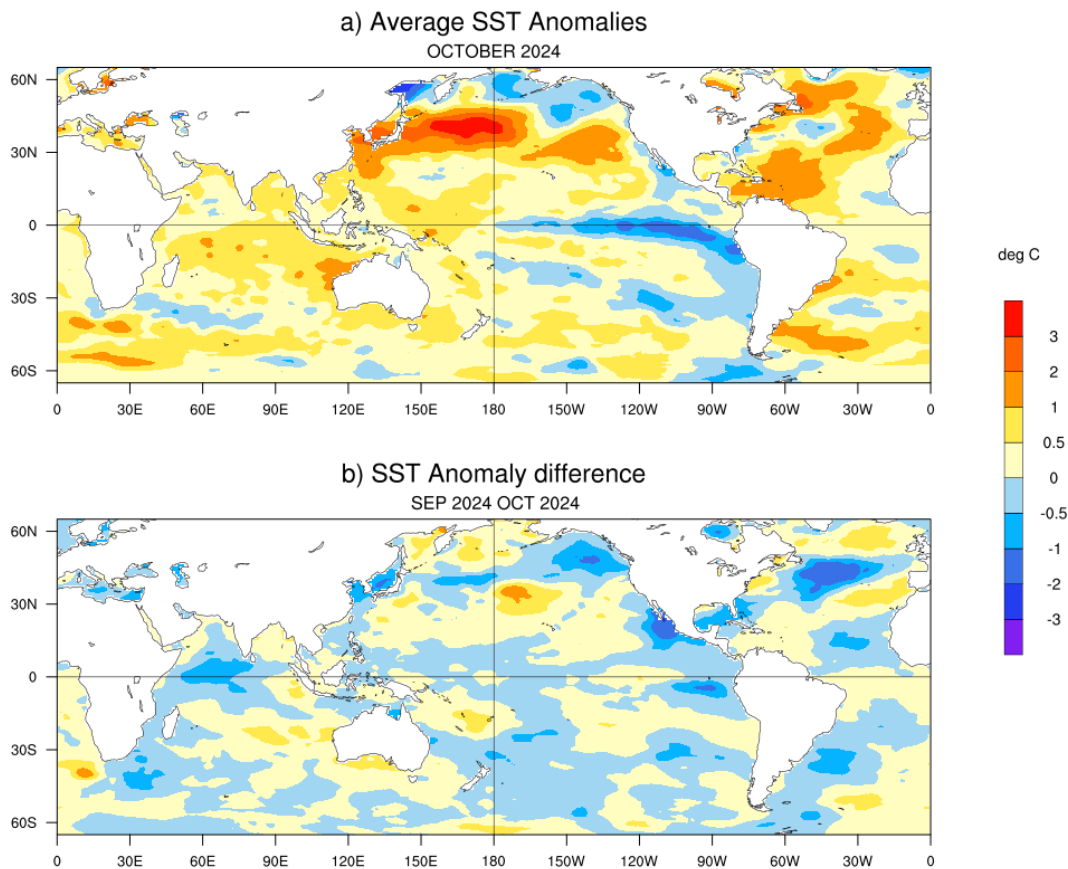 a) Average SST Anomalies
OCTOBER 2024
60N
30N
0
30S
60S
0 30E 60E 90E 120E 150E 180 150W 120W 90W 60W 30W 0
b) SST Anomaly difference
SEP 2024 OCT 2024
60N
30N
0
30S
60S
0 30E 60E 90E 120E 150E 180 150W 120W 90W 60W 30W 0
deg C
3
2
1
0.5
0
-0.5
-1
-2
-3